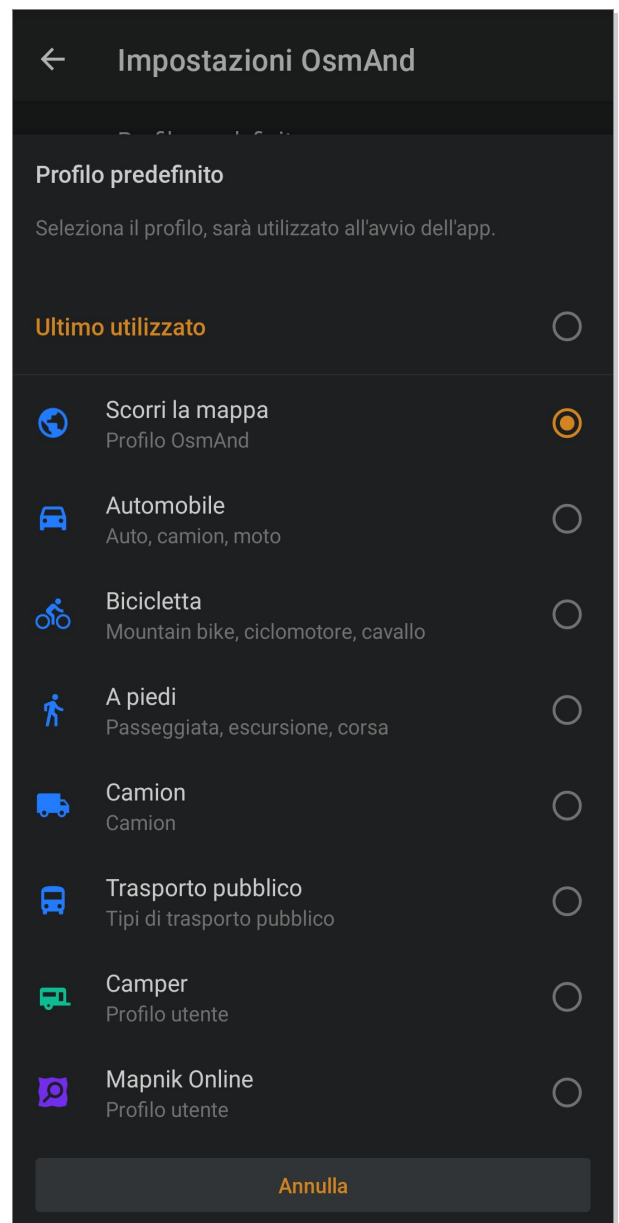 Impostazioni OsmAnd
Profilo predefinito
Seleziona il profilo, sarà utilizzato all'avvio dell'app.
Ultimo utilizzato
Scorri la mappa
Profilo OsmAnd
Automobile
Auto, camion, moto
Bicicletta
Mountain bike, ciclomotore, cavallo
A piedi
Passeggiata, escursione, corsa
Camion
Camion
Trasporto pubblico
Tipi di trasporto pubblico
Camper
Profilo utente
Mapnik Online
Profilo utente
Annulla